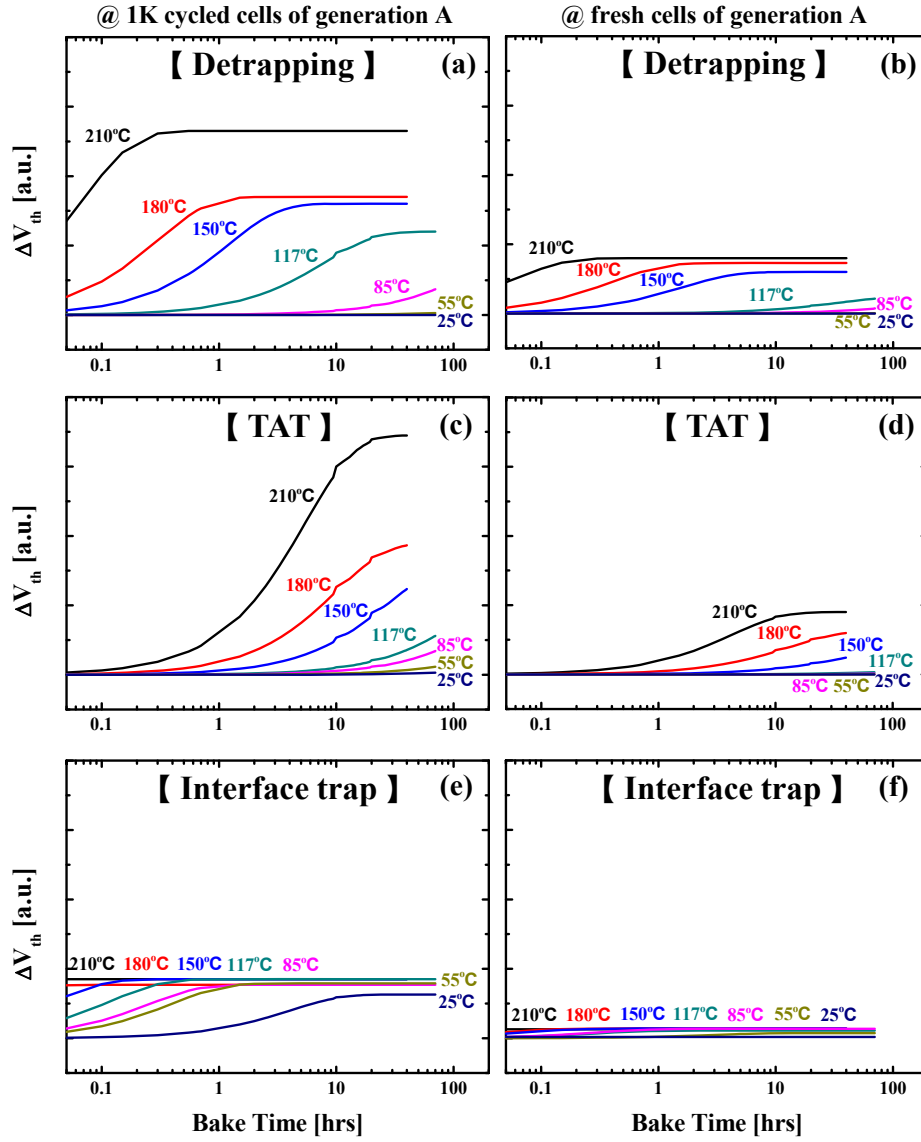 @ 1K cycled cells of generation A
@ fresh cells of generation A
【 Detrapping 】 (a)
210°C
180°C
150°C
117°C
85°C
55°C
25°C
ΔVth [a.u.]
0.1 1 10 100
【 Detrapping 】 (b)
210°C
180°C
150°C
117°C
85°C
55°C 25°C
0.1 1 10 100
【 TAT 】 (c)
210°C
180°C
150°C
117°C
85°C
55°C
25°C
ΔVth [a.u.]
0.1 1 10 100
【 TAT 】 (d)
210°C
180°C
150°C
117°C
85°C 55°C 25°C
0.1 1 10 100
【 Interface trap 】 (e)
210°C 180°C 150°C 117°C 85°C
55°C
25°C
ΔVth [a.u.]
0.1 1 10 100
Bake Time [hrs]
【 Interface trap 】 (f)
210°C 180°C 150°C 117°C 85°C 55°C 25°C
0.1 1 10 100
Bake Time [hrs]